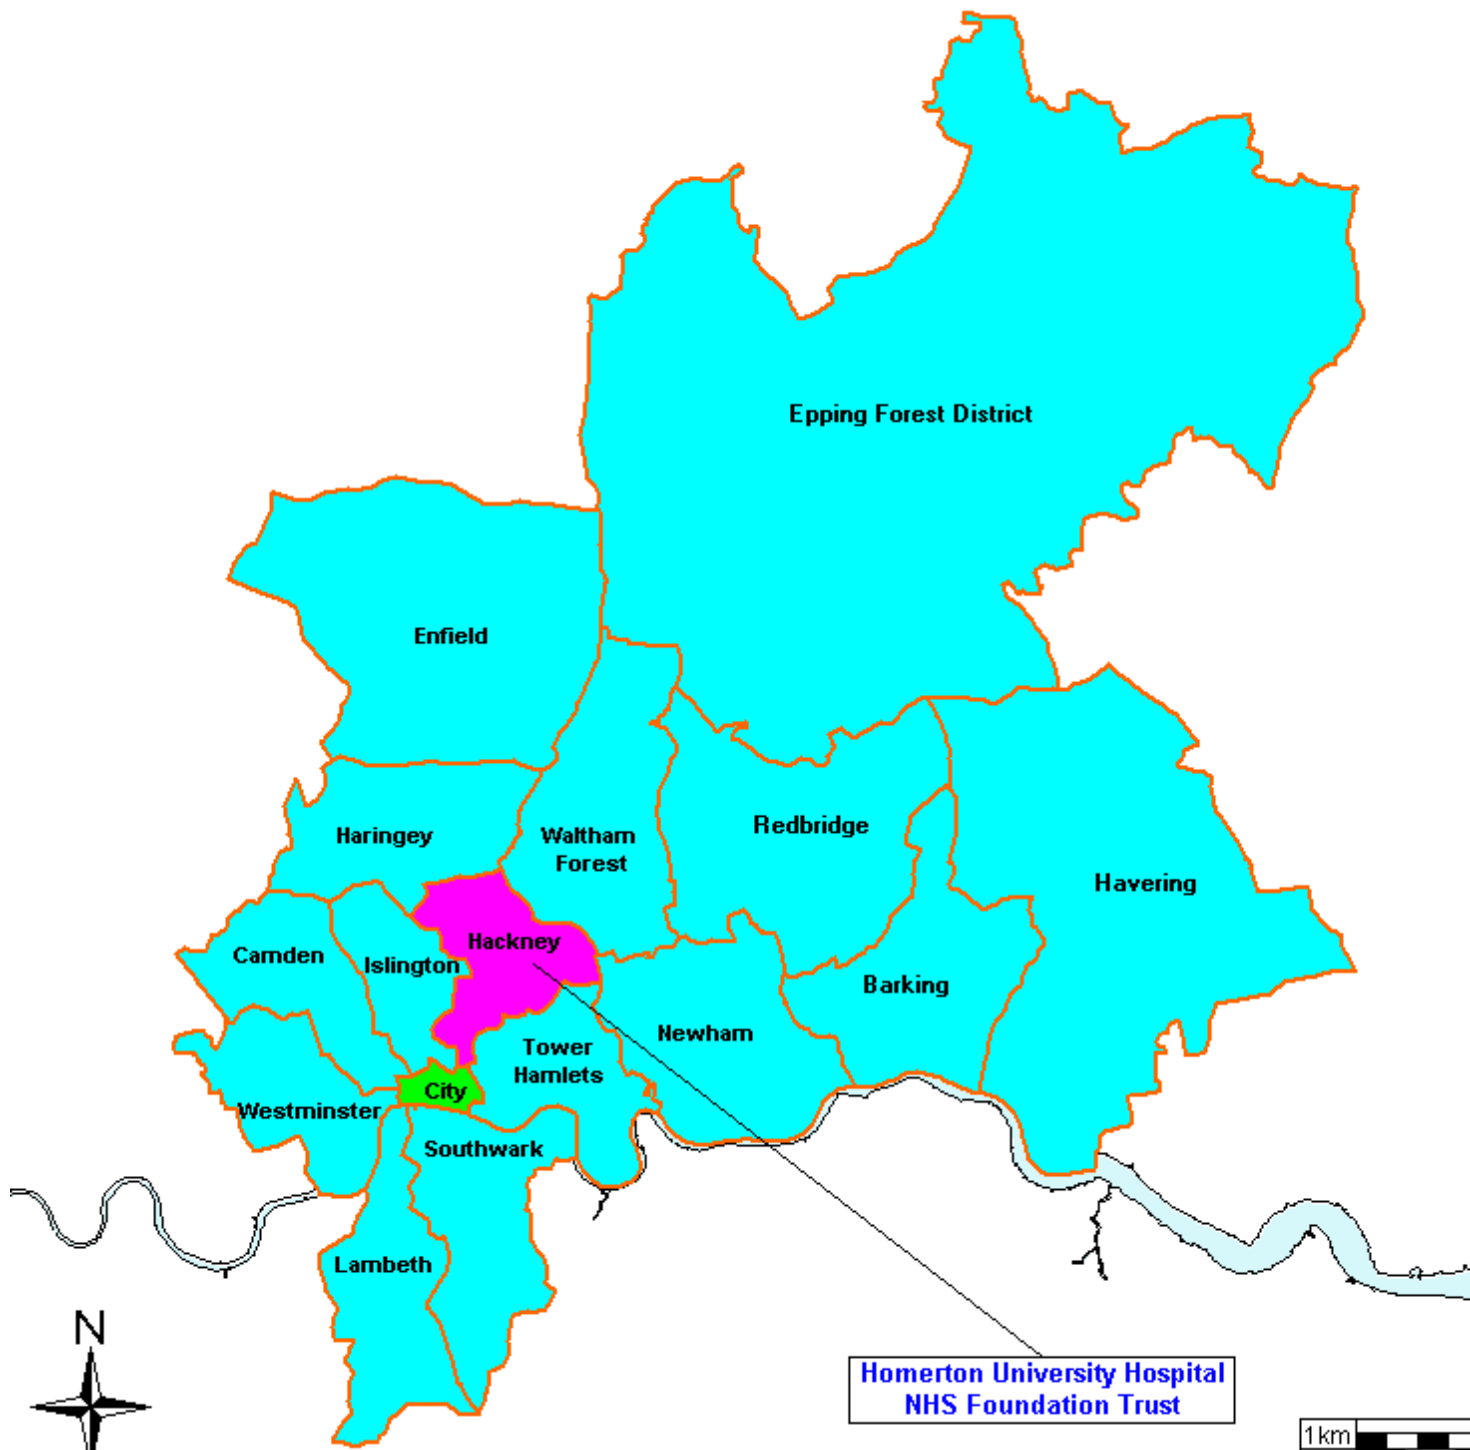 Epping Forest District
Enfield
Haringey
Waltham
Forest
Redbridge
Havering
Hackney
Camden
Islington
Barking
Newham
Tower
Hamlets
City
Westminster
Southwark
Lambeth
N
Homerton University Hospital
NHS Foundation Trust
1km